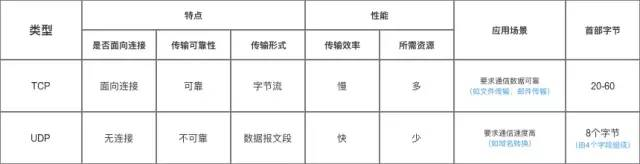 类型 特点 性能 应用场景 首部字节
是否面向连接 传输可靠性 传输形式 传输效率 所需资源
TCP 面向连接 可靠 字节流 慢 多 要求通信数据可靠 20-60
(如文件传输、邮件传输)
UDP 无连接 不可靠 数据报文段 快 少 要求通信速度高 8个字节
(如域名转换) (由4个字段组成)